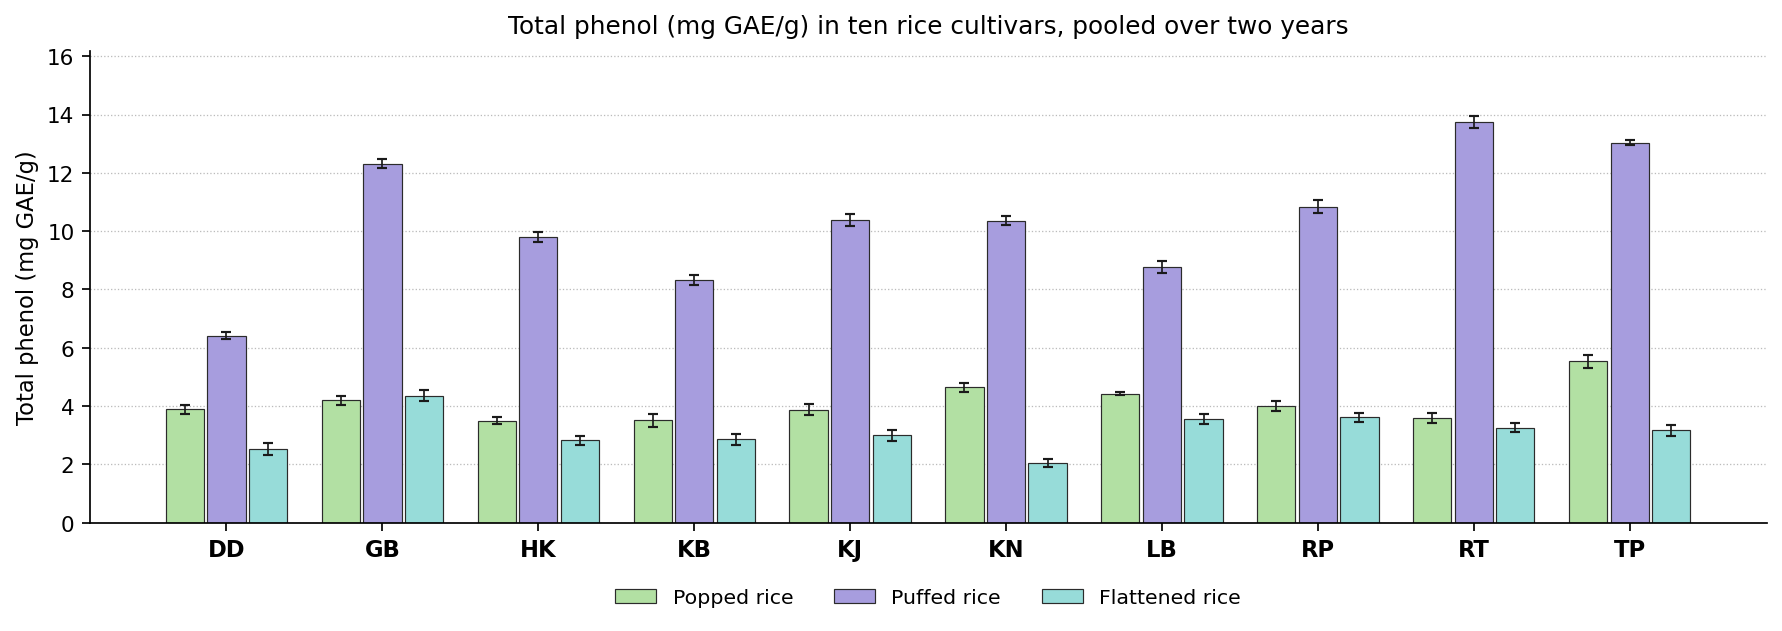 Total phenol (mg GAE/g) in ten rice cultivars, pooled over two years
Total phenol (mg GAE/g)
16
14
12
10
8
6
4
2
0
DD GB HK KB KJ KN LB RP RT TP
Popped rice Puffed rice Flattened rice